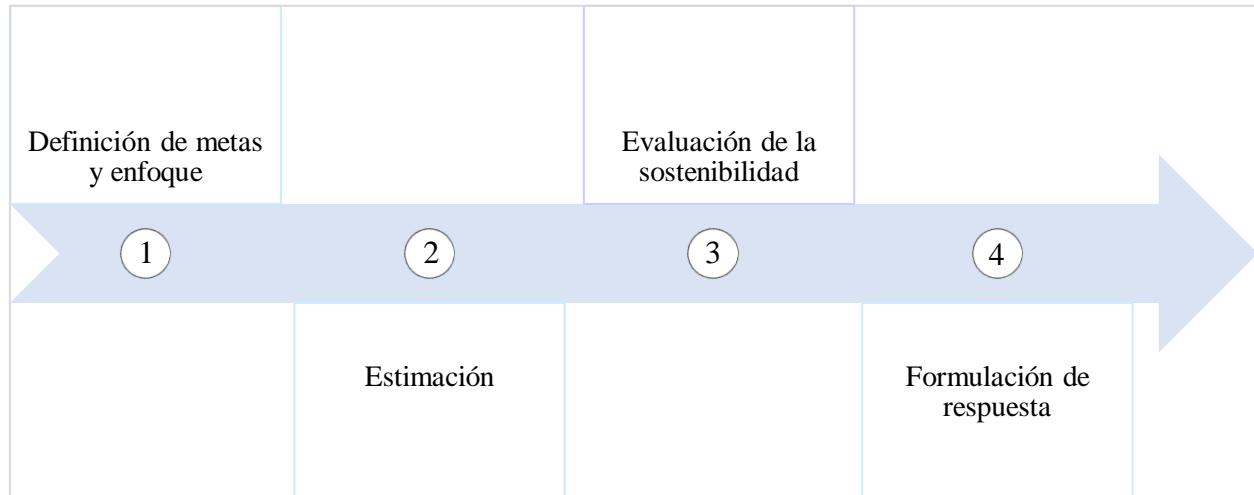 Definición de metas
y enfoque
Evaluación de la
sostenibilidad
1
2
3
4
Estimación
Formulación de
respuesta